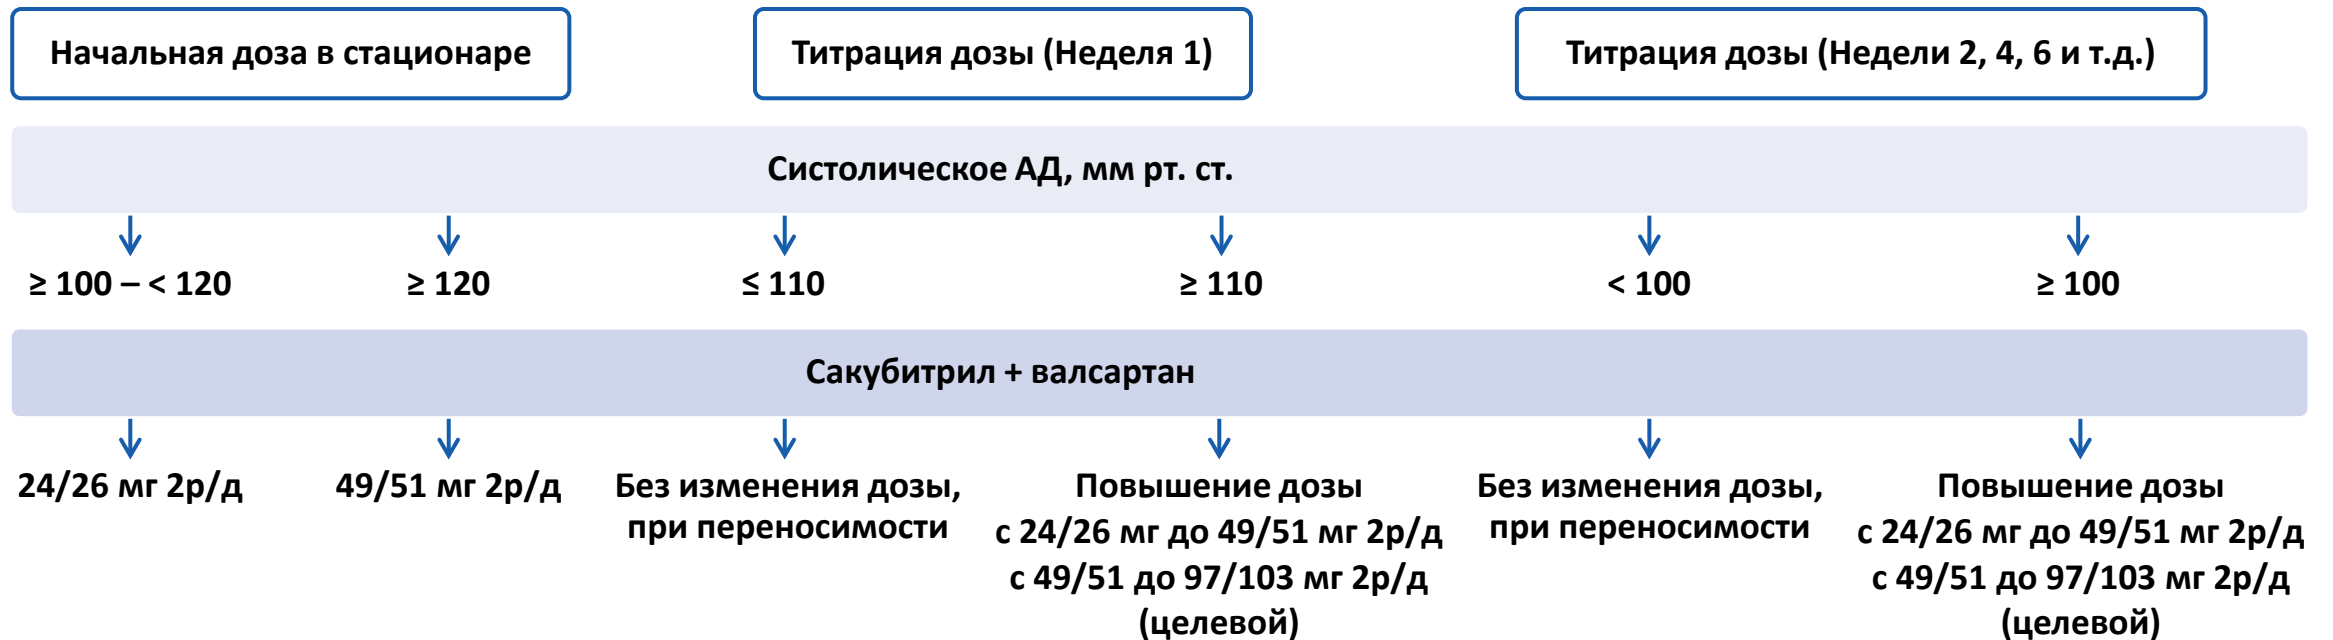 Начальная доза в стационаре
Титрация дозы (Неделя 1)
Титрация дозы (Недели 2, 4, 6 и т.д.)
Систолическое АД, мм рт. ст.
≥ 100 – < 120
≥ 120
≤ 110
≥ 110
< 100
≥ 100
Сакубитрил + валсартан
24/26 мг 2р/д
49/51 мг 2р/д
Без изменения дозы,
при переносимости
Повышение дозы
с 24/26 мг до 49/51 мг 2р/д
с 49/51 до 97/103 мг 2р/д
(целевой)
Без изменения дозы,
при переносимости
Повышение дозы
с 24/26 мг до 49/51 мг 2р/д
с 49/51 до 97/103 мг 2р/д
(целевой)